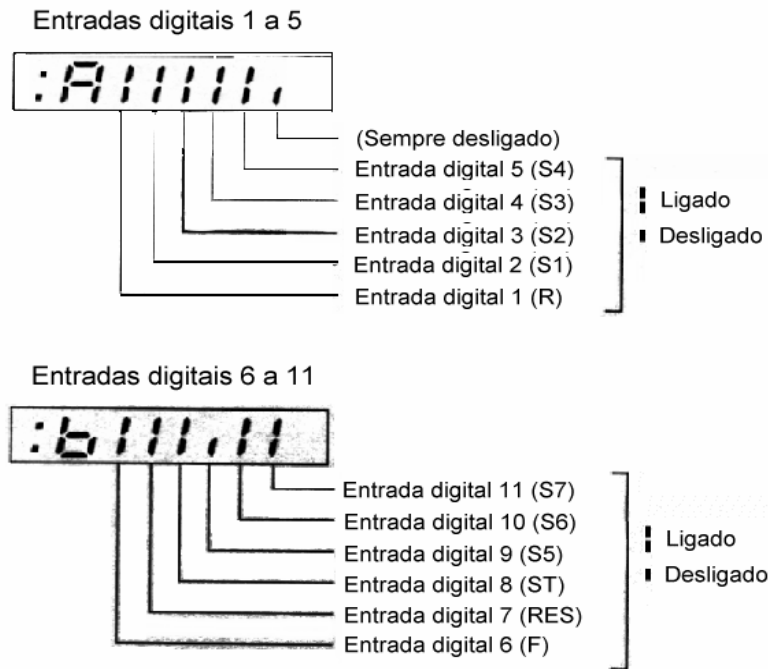 Entradas digitais 1 a 5
:A
(Sempre desligado)
Entrada digital 5 (S4)
Entrada digital 4 (S3)
Entrada digital 3 (S2)
Entrada digital 2 (S1)
Entrada digital 1 (R)
Ligado
Desligado
Entradas digitais 6 a 11
:b
Entrada digital 11 (S7)
Entrada digital 10 (S6)
Entrada digital 9 (S5)
Entrada digital 8 (ST)
Entrada digital 7 (RES)
Entrada digital 6 (F)
Ligado
Desligado